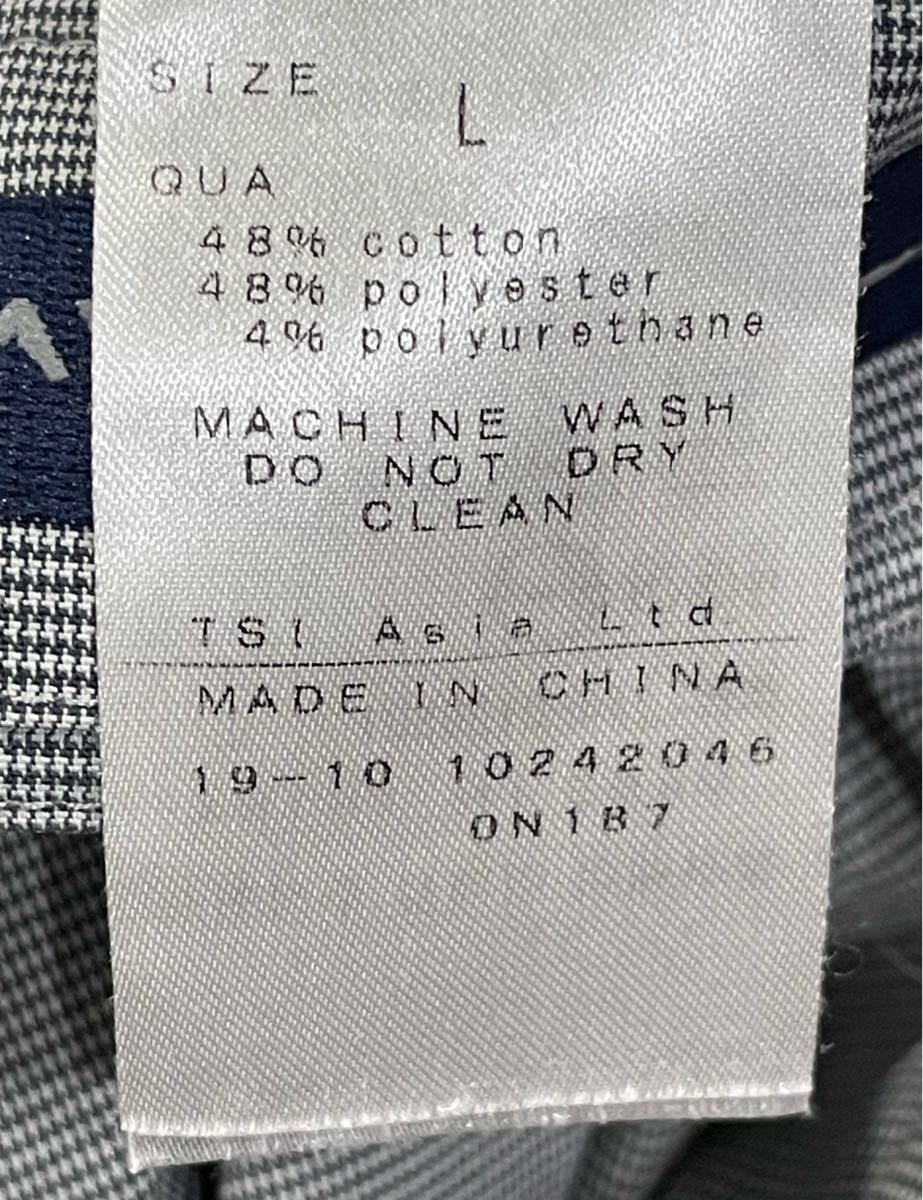 SIZE
L
QUA
48% cotton
48% polyester
4% polyurethane
MACHINE WASH
DO NOT DRY
CLEAN
TSI Asia Ltd.
MADE IN CHINA
19-10 10242046
0N1B7